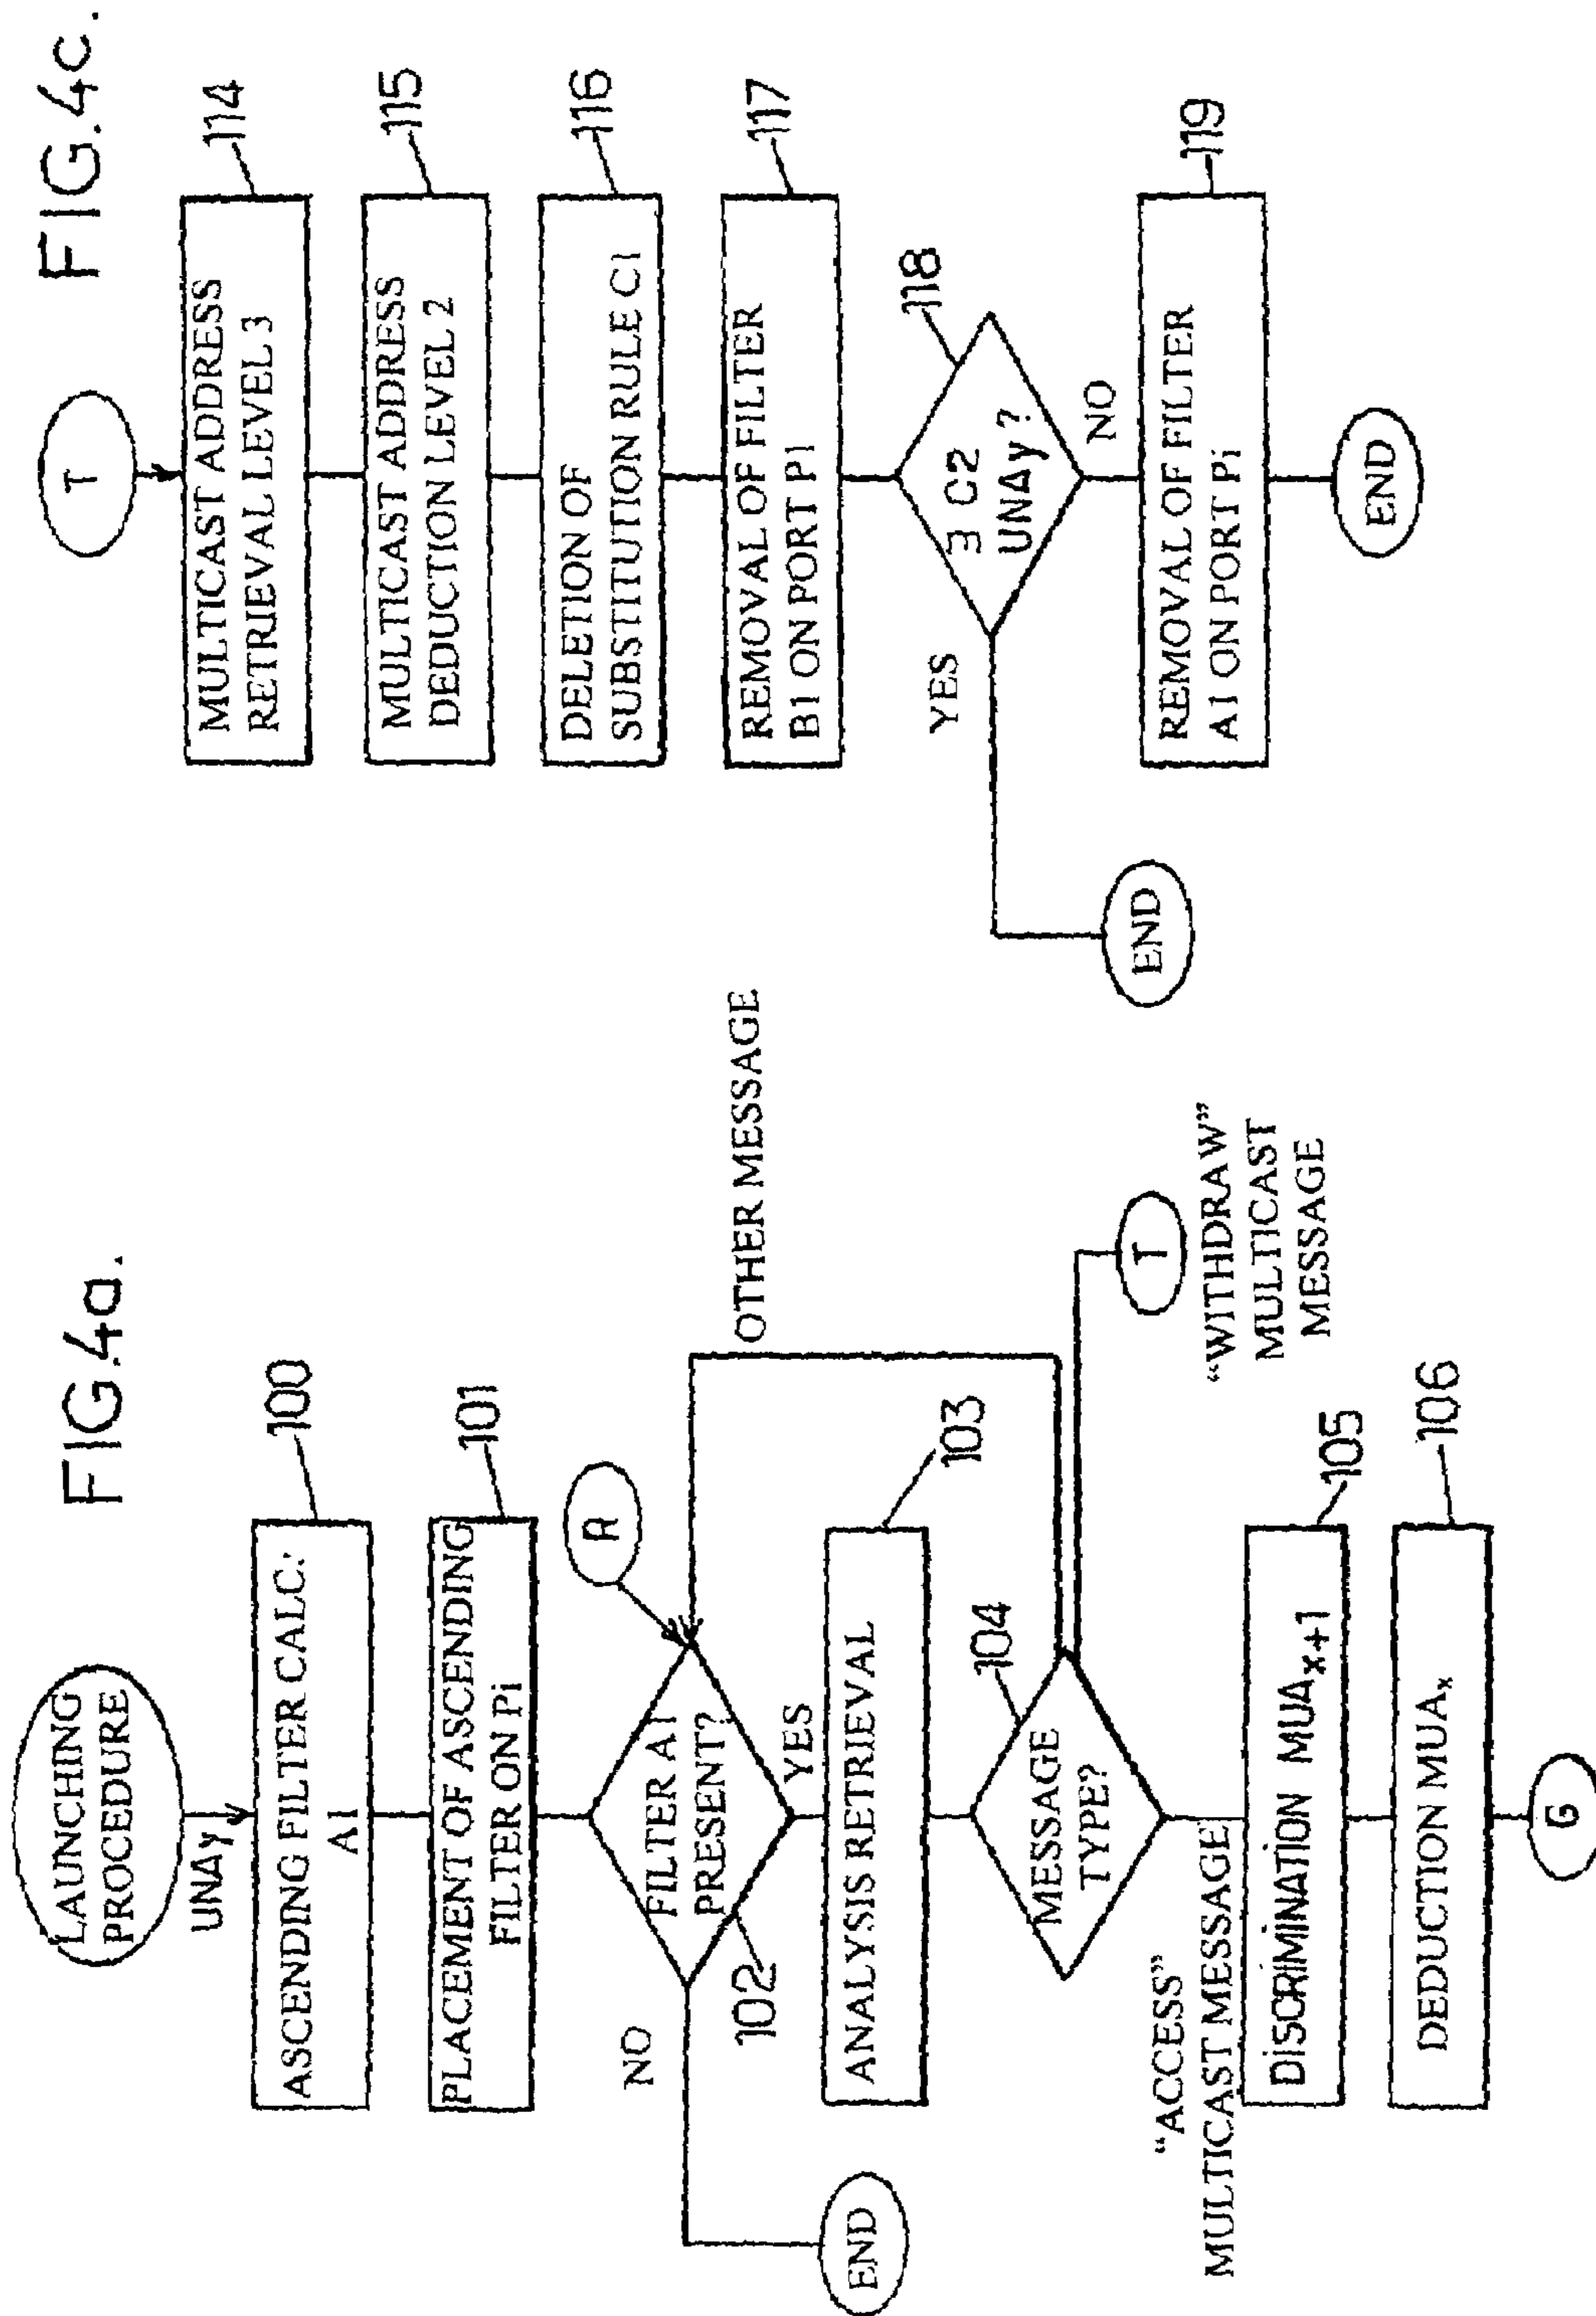 FIG.4a.
LAUNCHING
PROCEDURE
UNAy
100
ASCENDING FILTER CALC:
A1
101
PLACEMENT OF ASCENDING
FILTER ON Pi
R
FILTER A1
PRESENT?
102
NO
END
YES
OTHER MESSAGE
103
ANALYSIS RETRIEVAL
104
MESSAGE
TYPE?
T
“WITHDRAW”
MULTICAST
MESSAGE
“ACCESS”
MULTICAST MESSAGE
105
DISCRIMINATION MUAx+1
106
DEDUCTION MUAx
G
FIG.4c.
T
114
MULTICAST ADDRESS
RETRIEVAL LEVEL 3
115
MULTICAST ADDRESS
DEDUCTION LEVEL 2
116
DELETION OF
SUBSTITUTION RULE C1
117
REMOVAL OF FILTER
B1 ON PORT P1
118
∃ C2
UNAy?
YES
END
NO
119
REMOVAL OF FILTER
A1 ON PORT Pi
END